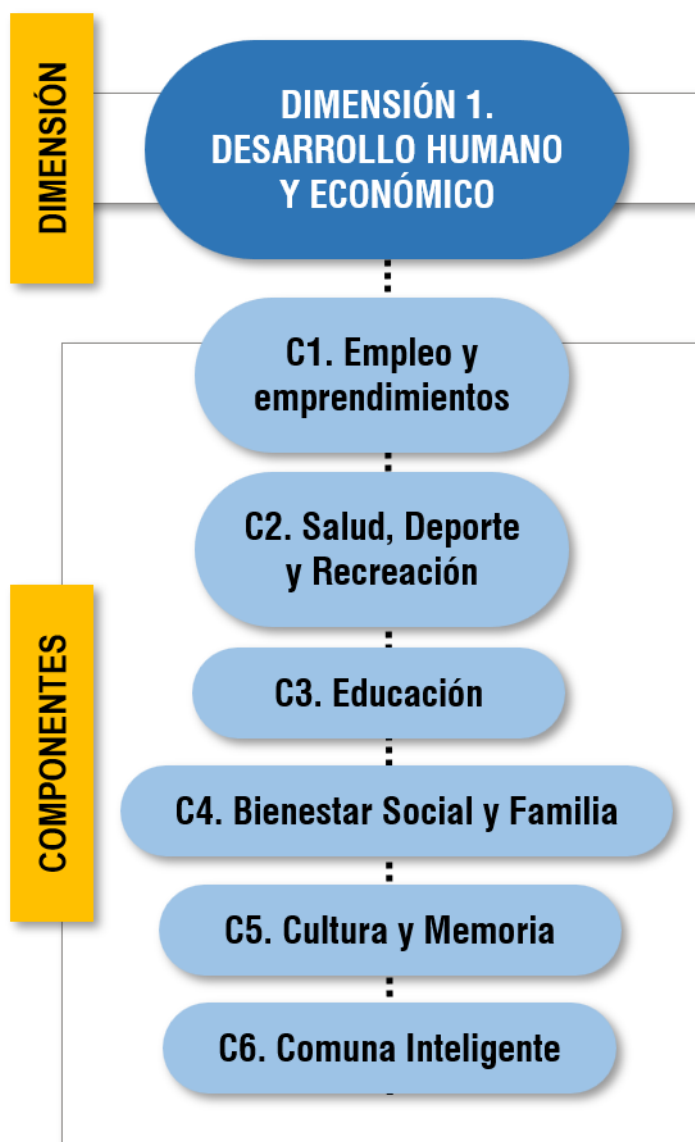 DIMENSIÓN
DIMENSIÓN 1.
DESARROLLO HUMANO
Y ECONÓMICO
COMPONENTES
C1. Empleo y
emprendimientos
C2. Salud, Deporte
y Recreación
C3. Educación
C4. Bienestar Social y Familia
C5. Cultura y Memoria
C6. Comuna Inteligente